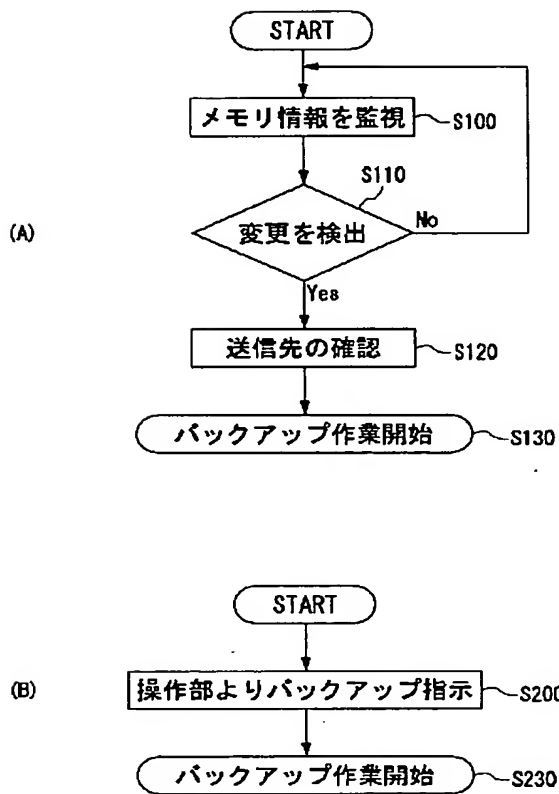 START
メモリ情報を監視
S100
S110
(A)
変更を検出
No
Yes
送信先の確認
S120
バックアップ作業開始
S130
START
(B)
操作部よりバックアップ指示
S200
バックアップ作業開始
S230